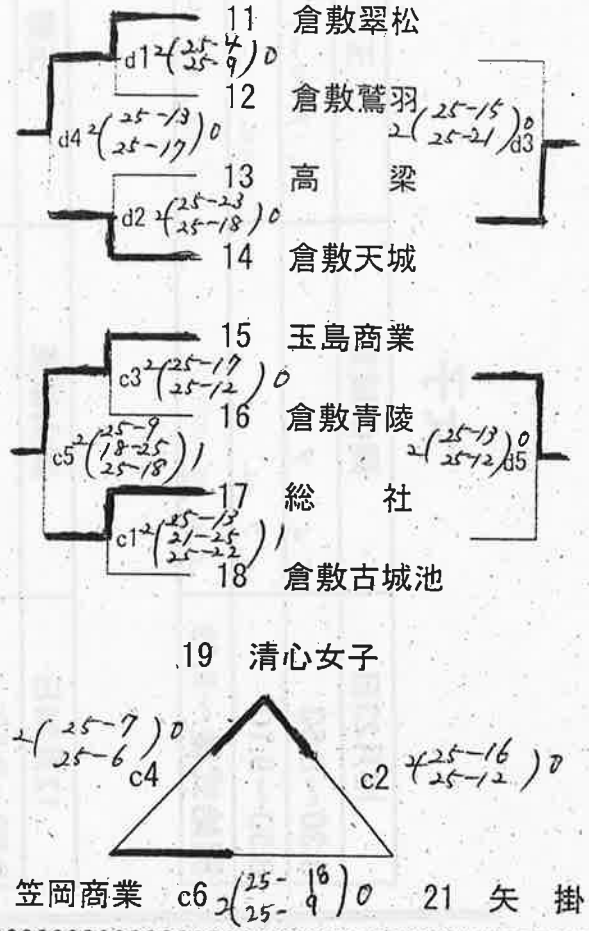 11 倉敷翠松
d1 2(25-4 25-9)0
12 倉敷鷲羽
d4 2(25-13 25-17)0
2(25-15 25-21)0 d3
13 高 梁
d2 2(25-23 25-18)0
14 倉敷天城
15 玉島商業
c3 2(25-17 25-12)0
16 倉敷青陵
c5 2(25-9 18-25 25-18)1
2(25-13 25-12)0 d5
17 総 社
c1 2(25-13 21-25 25-22)1
18 倉敷古城池
19 清心女子
2(25-7 25-6)0
c4
c2 2(25-16 25-12)0
笠岡商業 c6 2(25-18 25-9)0 21 矢 掛